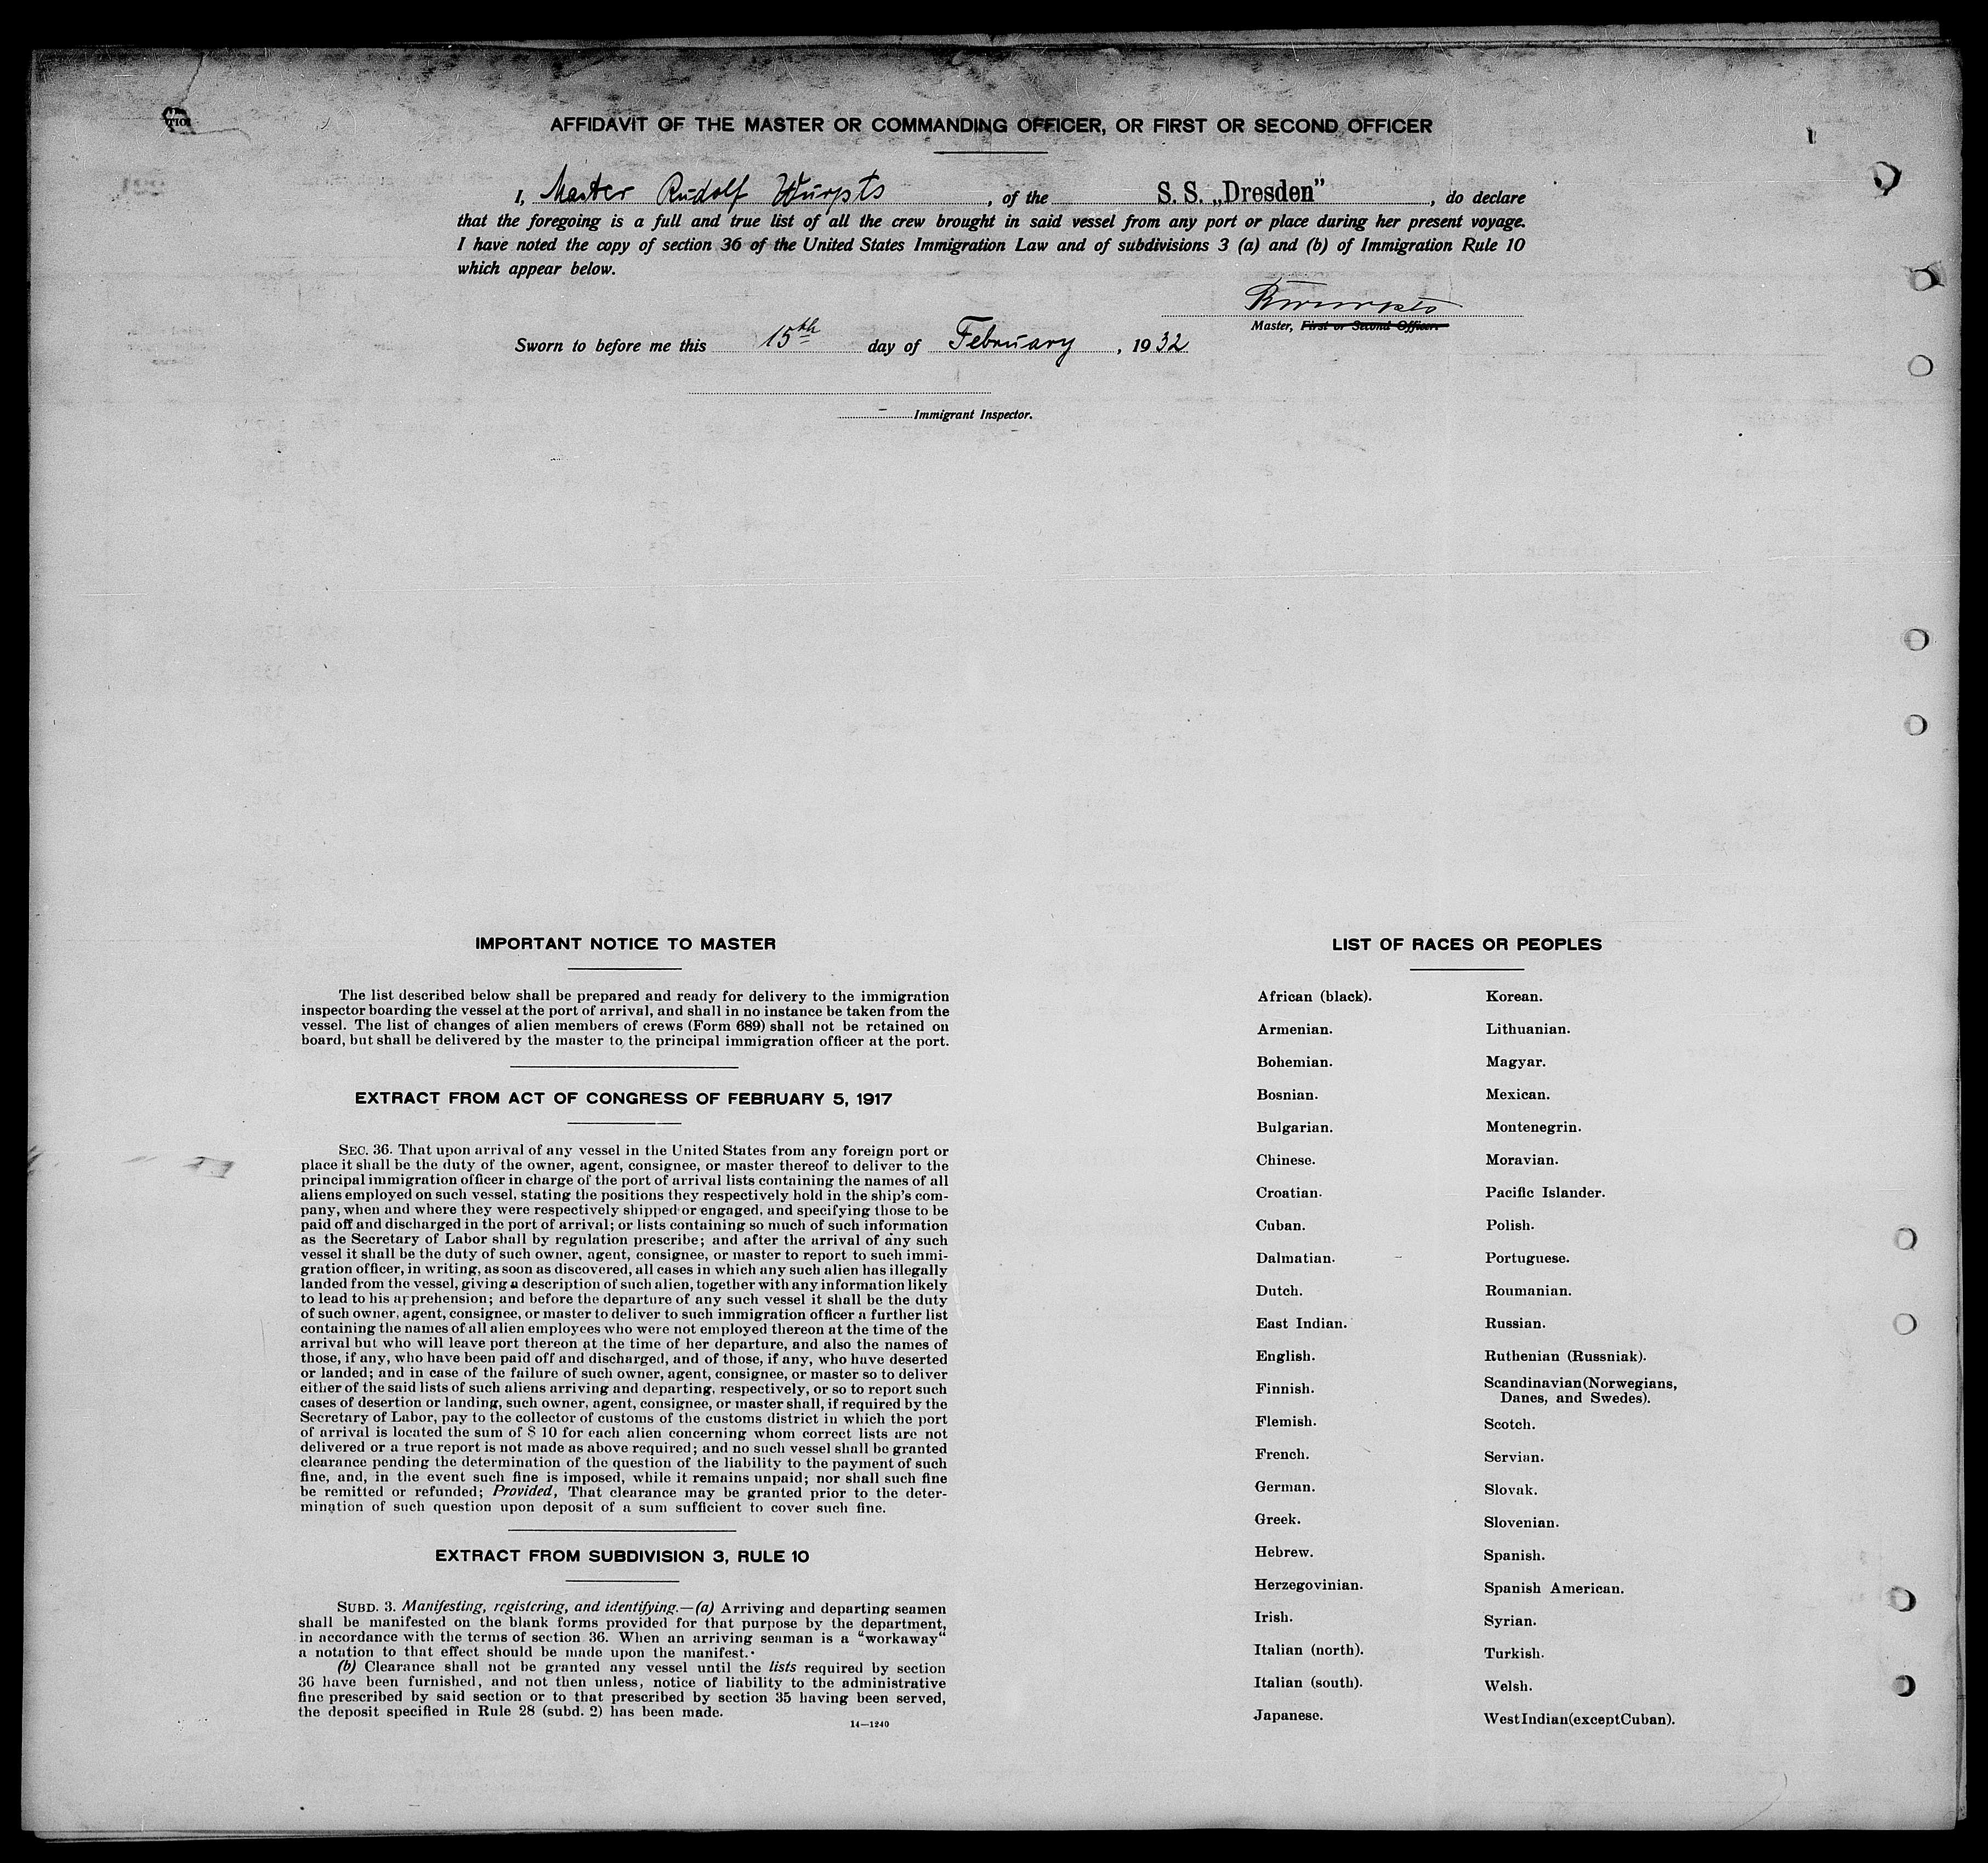 AFFIDAVIT OF THE MASTER OR COMMANDING OFFICER, OR FIRST OR SECOND OFFICER
I, Master Rudolf Wurpts, of the S. S. „Dresden”, do declare
that the foregoing is a full and true list of all the crew brought in said vessel from any port or place during her present voyage.
I have noted the copy of section 36 of the United States Immigration Law and of subdivisions 3 (a) and (b) of Immigration Rule 10
which appear below.
RWurpts
Master, First or Second Officer.
Sworn to before me this 15th day of February, 1932
Immigrant Inspector.
IMPORTANT NOTICE TO MASTER
The list described below shall be prepared and ready for delivery to the immigration
inspector boarding the vessel at the port of arrival, and shall in no instance be taken from the
vessel. The list of changes of alien members of crews (Form 689) shall not be retained on
board, but shall be delivered by the master to the principal immigration officer at the port.
EXTRACT FROM ACT OF CONGRESS OF FEBRUARY 5, 1917
SEC. 36. That upon arrival of any vessel in the United States from any foreign port or
place it shall be the duty of the owner, agent, consignee, or master thereof to deliver to the
principal immigration officer in charge of the port of arrival lists containing the names of all
aliens employed on such vessel, stating the positions they respectively hold in the ship's com-
pany, when and where they were respectively shipped or engaged, and specifying those to be
paid off and discharged in the port of arrival; or lists containing so much of such information
as the Secretary of Labor shall by regulation prescribe; and after the arrival of any such
vessel it shall be the duty of such owner, agent, consignee, or master to report to such immi-
gration officer, in writing, as soon as discovered, all cases in which any such alien has illegally
landed from the vessel, giving a description of such alien, together with any information likely
to lead to his apprehension; and before the departure of any such vessel it shall be the duty
of such owner, agent, consignee, or master to deliver to such immigration officer a further list
containing the names of all alien employees who were not employed thereon at the time of the
arrival but who will leave port thereon at the time of her departure, and also the names of
those, if any, who have been paid off and discharged, and of those, if any, who have deserted
or landed; and in case of the failure of such owner, agent, consignee, or master so to deliver
either of the said lists of such aliens arriving and departing, respectively, or so to report such
cases of desertion or landing, such owner, agent, consignee, or master shall, if required by the
Secretary of Labor, pay to the collector of customs of the customs district in which the port
of arrival is located the sum of $ 10 for each alien concerning whom correct lists are not
delivered or a true report is not made as above required; and no such vessel shall be granted
clearance pending the determination of the question of the liability to the payment of such
fine, and, in the event such fine is imposed, while it remains unpaid; nor shall such fine
be remitted or refunded; Provided, That clearance may be granted prior to the deter-
mination of such question upon deposit of a sum sufficient to cover such fine.
EXTRACT FROM SUBDIVISION 3, RULE 10
SUBD. 3. Manifesting, registering, and identifying.—(a) Arriving and departing seamen
shall be manifested on the blank forms provided for that purpose by the department,
in accordance with the terms of section 36. When an arriving seaman is a “workaway“
a notation to that effect should be made upon the manifest.
(b) Clearance shall not be granted any vessel until the lists required by section
36 have been furnished, and not then unless, notice of liability to the administrative
fine prescribed by said section or to that prescribed by section 35 having been served,
the deposit specified in Rule 28 (subd. 2) has been made.
14—1240
LIST OF RACES OR PEOPLES
African (black).
Armenian.
Bohemian.
Bosnian.
Bulgarian.
Chinese.
Croatian.
Cuban.
Dalmatian.
Dutch.
East Indian.
English.
Finnish.
Flemish.
French.
German.
Greek.
Hebrew.
Herzegovinian.
Irish.
Italian (north).
Italian (south).
Japanese.
Korean.
Lithuanian.
Magyar.
Mexican.
Montenegrin.
Moravian.
Pacific Islander.
Polish.
Portuguese.
Roumanian.
Russian.
Ruthenian (Russniak).
Scandinavian (Norwegians,
Danes, and Swedes).
Scotch.
Servian.
Slovak.
Slovenian.
Spanish.
Spanish American.
Syrian.
Turkish.
Welsh.
West Indian (except Cuban).